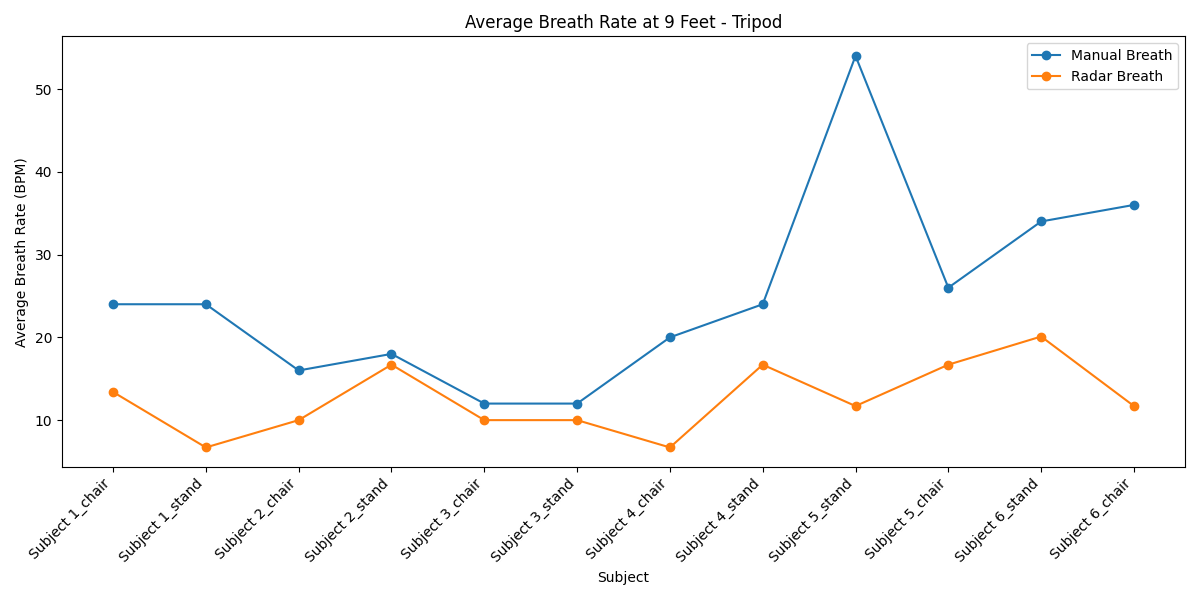 Average Breath Rate at 9 Feet - Tripod
Manual Breath
Radar Breath
Average Breath Rate (BPM)
50
40
30
20
10
Subject 1_chair
Subject 1_stand
Subject 2_chair
Subject 2_stand
Subject 3_chair
Subject 3_stand
Subject 4_chair
Subject 4_stand
Subject 5_stand
Subject 5_chair
Subject 6_stand
Subject 6_chair
Subject